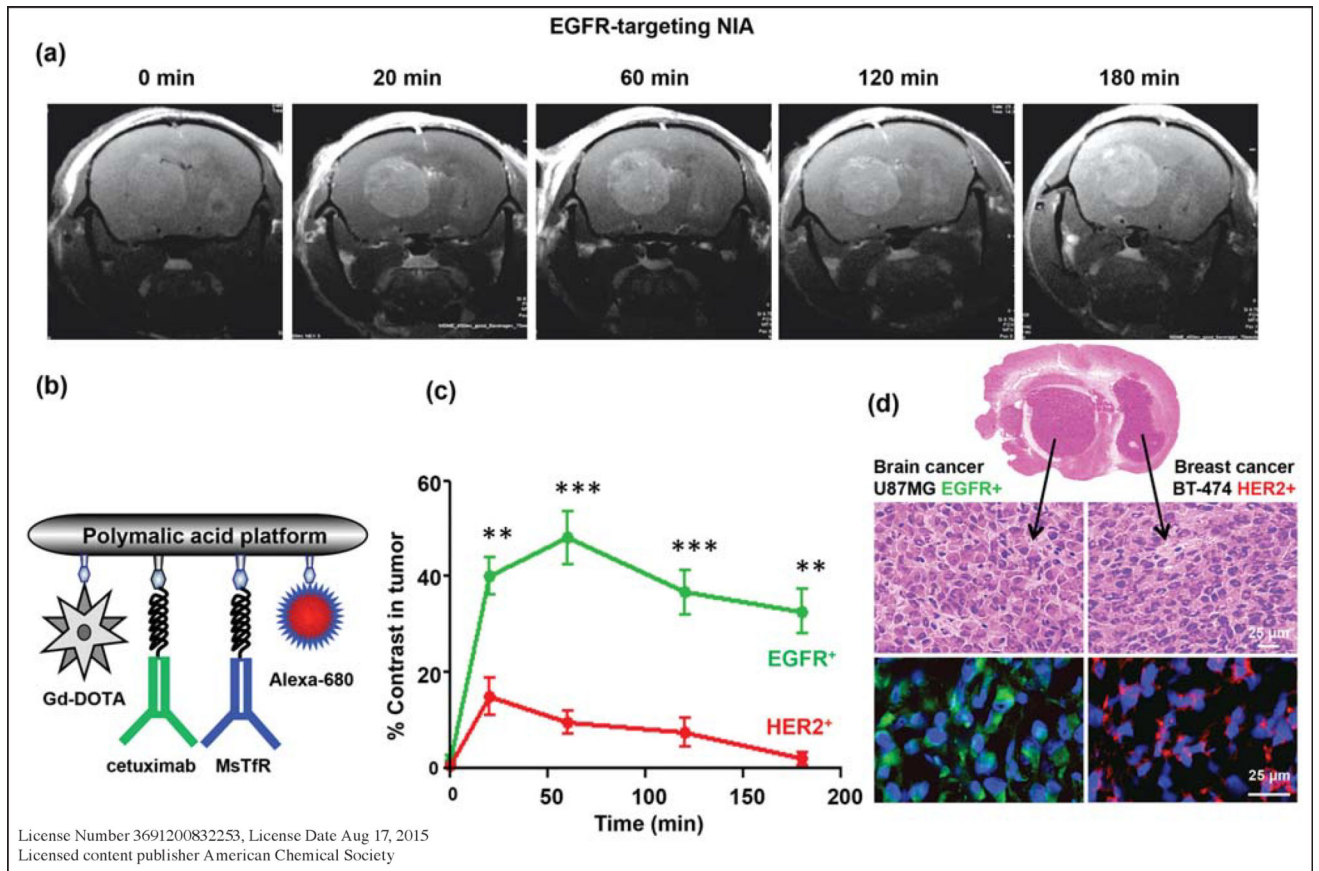 EGFR-targeting NIA
(a)
0 min
20 min
60 min
120 min
180 min
(b)
Polymalic acid platform
Gd-DOTA
cetuximab
MsTfR
Alexa-680
(c)
% Contrast in tumor
60
40
20
0
**
***
***
**
EGFR+
HER2+
0
50
100
150
200
Time (min)
(d)
Brain cancer
U87MG EGFR+
Breast cancer
BT-474 HER2+
25 µm
25 µm
License Number 3691200832253, License Date Aug 17, 2015
Licensed content publisher American Chemical Society